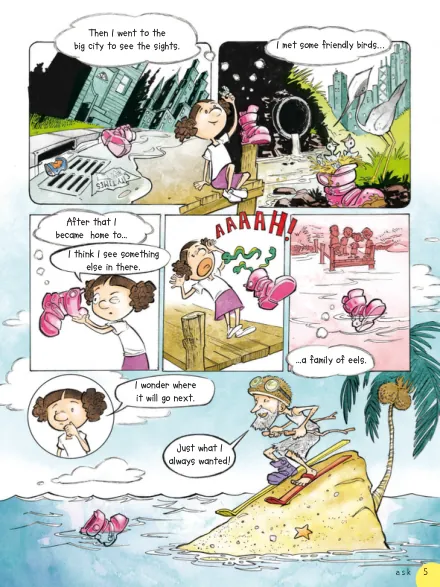 Then I went to the
big city to see the sights.
I met some friendly birds...
After that I
became home to...
I think I see something
else in there.
AAAAH!
...a family of eels.
I wonder where
it will go next.
Just what I
always wanted!
ask 5